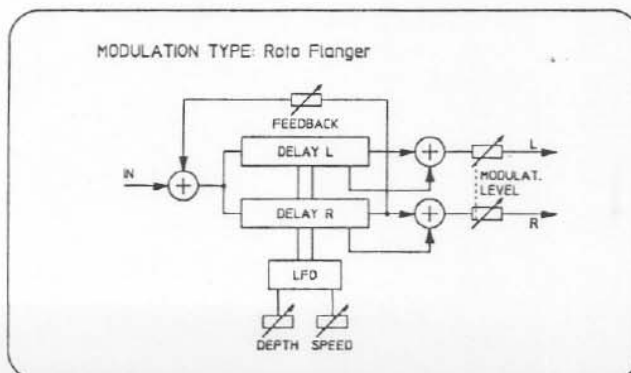 MODULATION TYPE: Roto Flanger
FEEDBACK
DELAY L
L
IN
MODULAT.
LEVEL
DELAY R
R
LFO
DEPTH SPEED